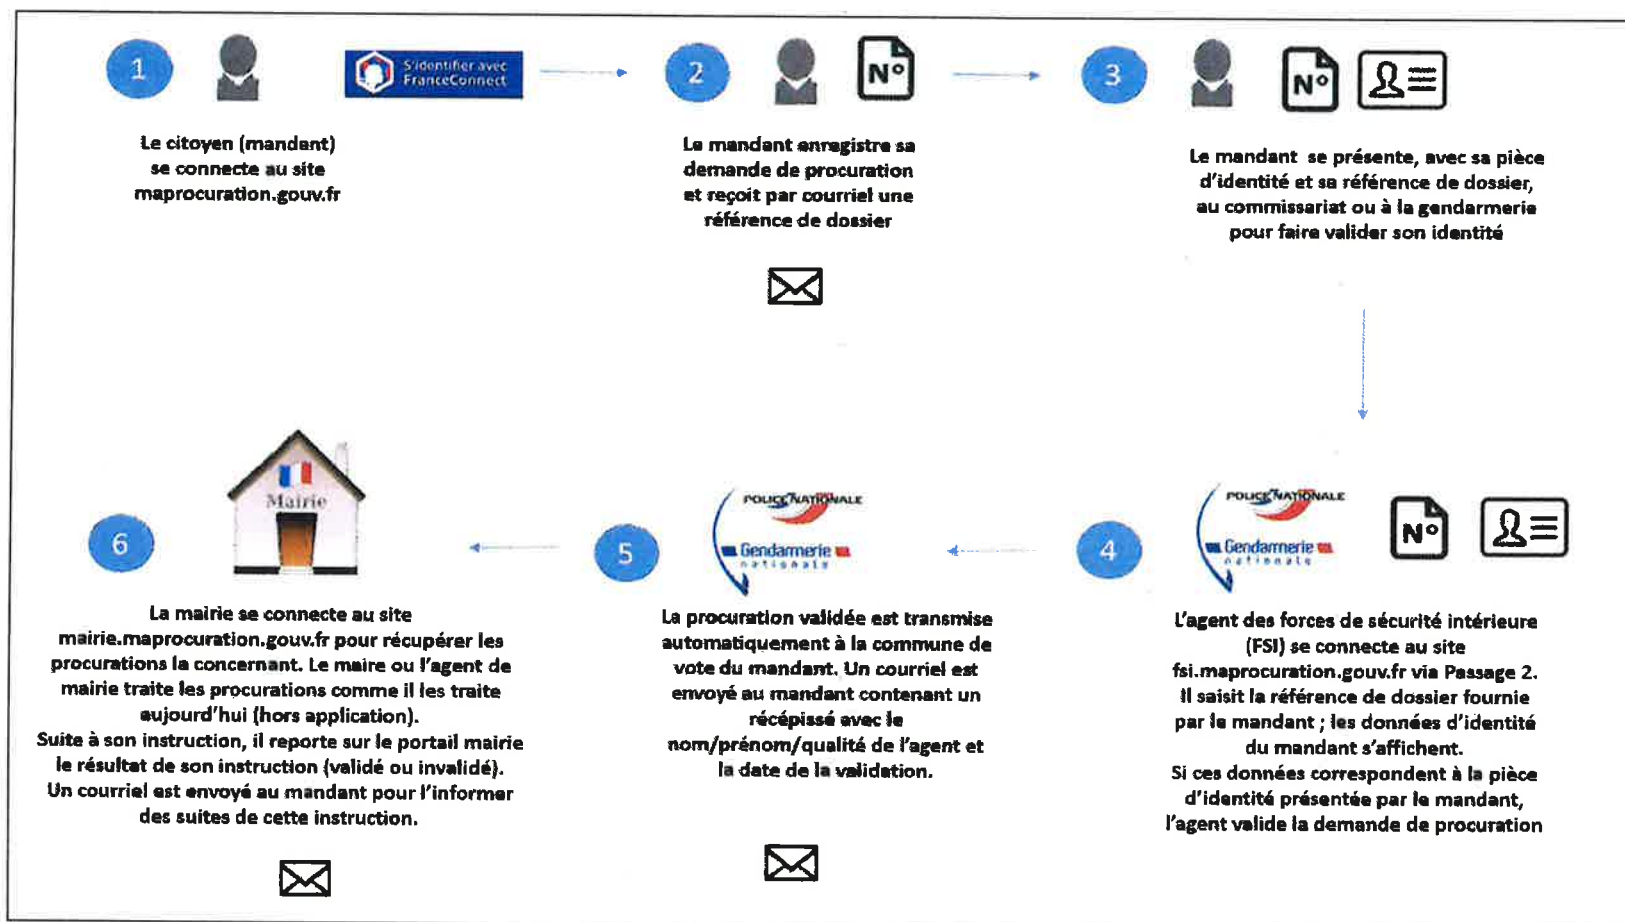 1
S'identifier avec
FranceConnect
Le citoyen (mandant)
se connecte au site
maprocuration.gouv.fr
2
N°
Le mandant enregistre sa
demande de procuration
et reçoit par courriel une
référence de dossier
3
N°
Le mandant se présente, avec sa pièce
d'identité et sa référence de dossier,
au commissariat ou à la gendarmerie
pour faire valider son identité
4
POLICE NATIONALE
Gendarmerie
nationale
N°
L'agent des forces de sécurité intérieure
(FSI) se connecte au site
fsi.maprocuration.gouv.fr via Passage 2.
Il saisit la référence de dossier fournie
par le mandant ; les données d'identité
du mandant s'affichent.
Si ces données correspondent à la pièce
d'identité présentée par le mandant,
l'agent valide la demande de procuration
5
POLICE NATIONALE
Gendarmerie
nationale
La procuration validée est transmise
automatiquement à la commune de
vote du mandant. Un courriel est
envoyé au mandant contenant un
récépissé avec le
nom/prénom/qualité de l'agent et
la date de la validation.
6
Mairie
La mairie se connecte au site
mairie.maprocuration.gouv.fr pour récupérer les
procurations la concernant. Le maire ou l'agent de
mairie traite les procurations comme il les traite
aujourd'hui (hors application).
Suite à son instruction, il reporte sur le portail mairie
le résultat de son instruction (validé ou invalidé).
Un courriel est envoyé au mandant pour l'informer
des suites de cette instruction.